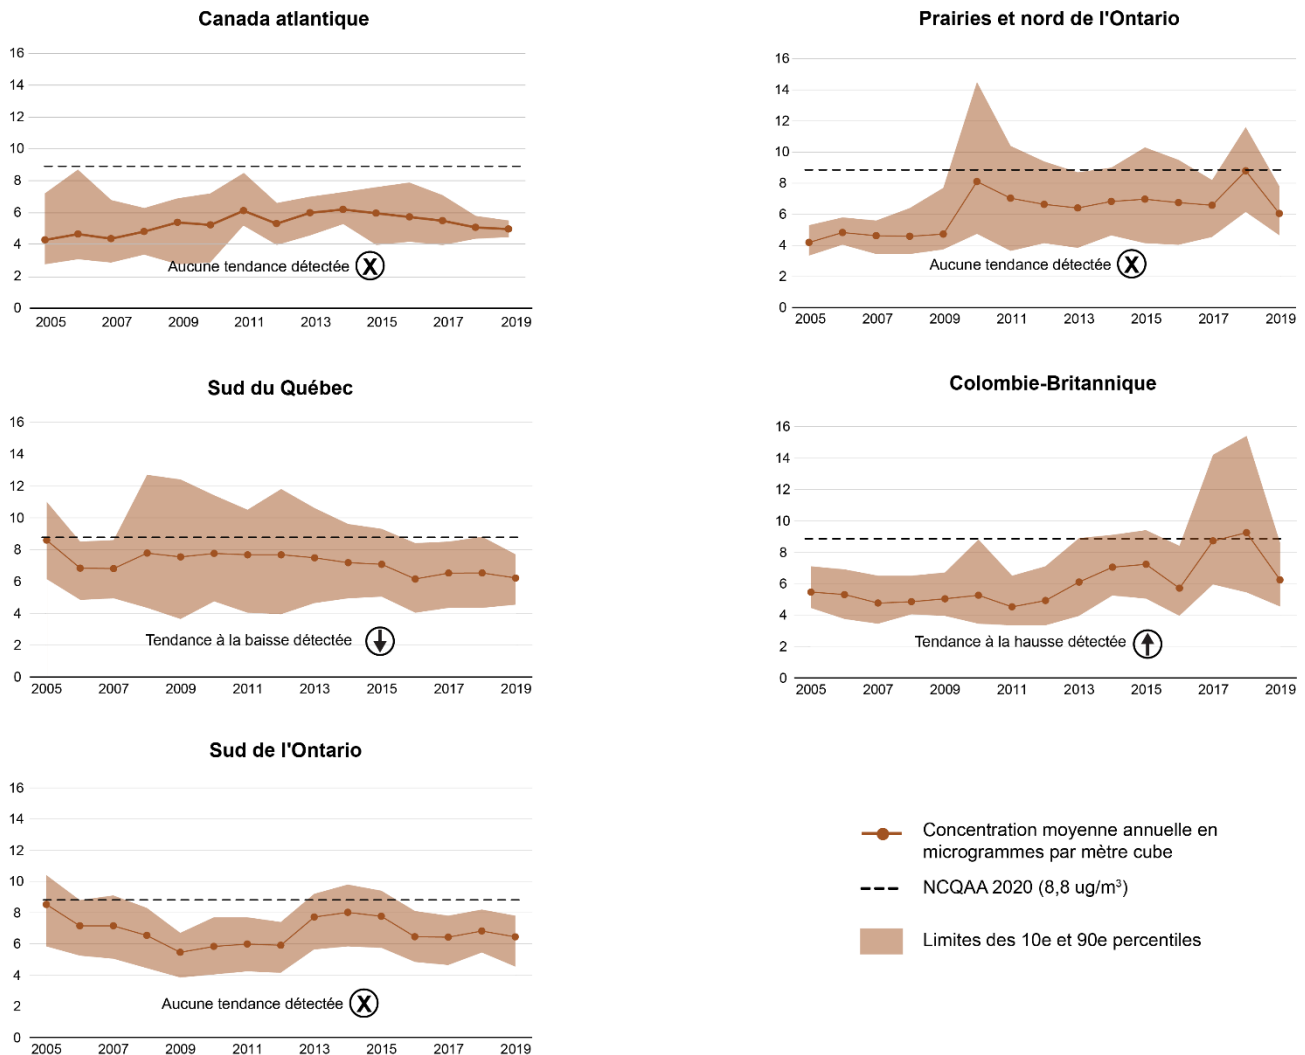 Canada atlantique
16
14
12
10
8
6
4
2
0
Aucune tendance détectée X
2005 2007 2009 2011 2013 2015 2017 2019
Prairies et nord de l'Ontario
16
14
12
10
8
6
4
2
0
Aucune tendance détectée X
2005 2007 2009 2011 2013 2015 2017 2019
Sud du Québec
16
14
12
10
8
6
4
2
0
Tendance à la baisse détectée
2005 2007 2009 2011 2013 2015 2017 2019
Colombie-Britannique
16
14
12
10
8
6
4
2
0
Tendance à la hausse détectée
2005 2007 2009 2011 2013 2015 2017 2019
Sud de l'Ontario
16
14
12
10
8
6
4
2
0
Aucune tendance détectée X
2005 2007 2009 2011 2013 2015 2017 2019
Concentration moyenne annuelle en
microgrammes par mètre cube
NCQAA 2020 (8,8 ug/m³)
Limites des 10e et 90e percentiles